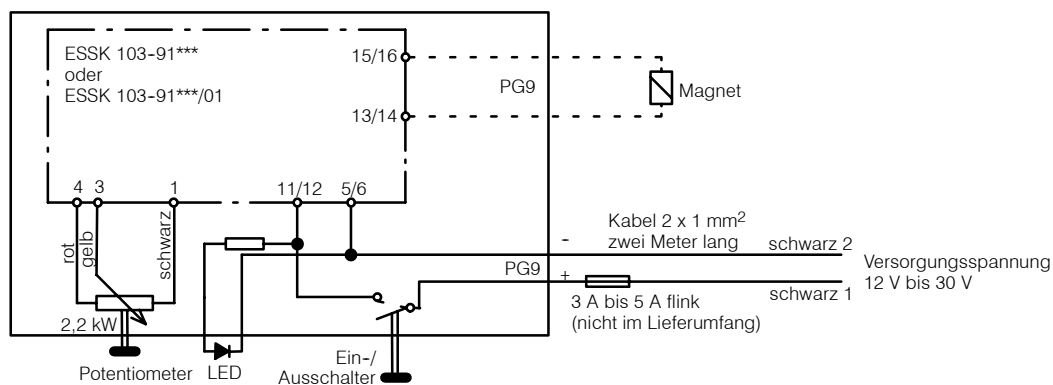 ESSK 103-91***
oder
ESSK 103-91***/01
15/16
13/14
PG9
Magnet
4
3
1
11/12
5/6
rot
gelb
schwarz
2,2 kW
Potentiometer
LED
Ein-/
Ausschalter
Kabel 2 x 1 mm²
zwei Meter lang
-
schwarz 2
PG9
+
schwarz 1
3 A bis 5 A flink
(nicht im Lieferumfang)
Versorgungsspannung
12 V bis 30 V